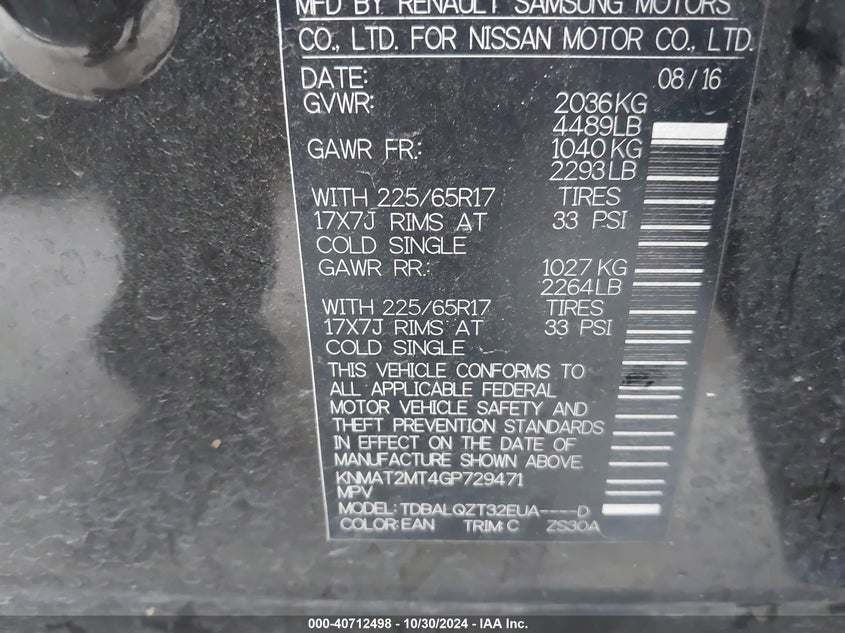 MFD BY RENAULT SAMSUNG MOTORS
CO., LTD. FOR NISSAN MOTOR CO., LTD.
DATE: 08/16
GVWR: 2036KG
4489LB
GAWR FR.: 1040KG
2293LB
WITH 225/65R17 TIRES
17X7J RIMS AT 33 PSI
COLD SINGLE
GAWR RR.: 1027KG
2264LB
WITH 225/65R17 TIRES
17X7J RIMS AT 33 PSI
COLD SINGLE
THIS VEHICLE CONFORMS TO
ALL APPLICABLE FEDERAL
MOTOR VEHICLE SAFETY AND
THEFT PREVENTION STANDARDS
IN EFFECT ON THE DATE OF
MANUFACTURE SHOWN ABOVE.
KNMAT2MT4GP729471
MPV
MODEL: TDBALQZT32EUA----D
COLOR:EAN TRIM:C ZS30A
000-40712498 - 10/30/2024 - IAA Inc.